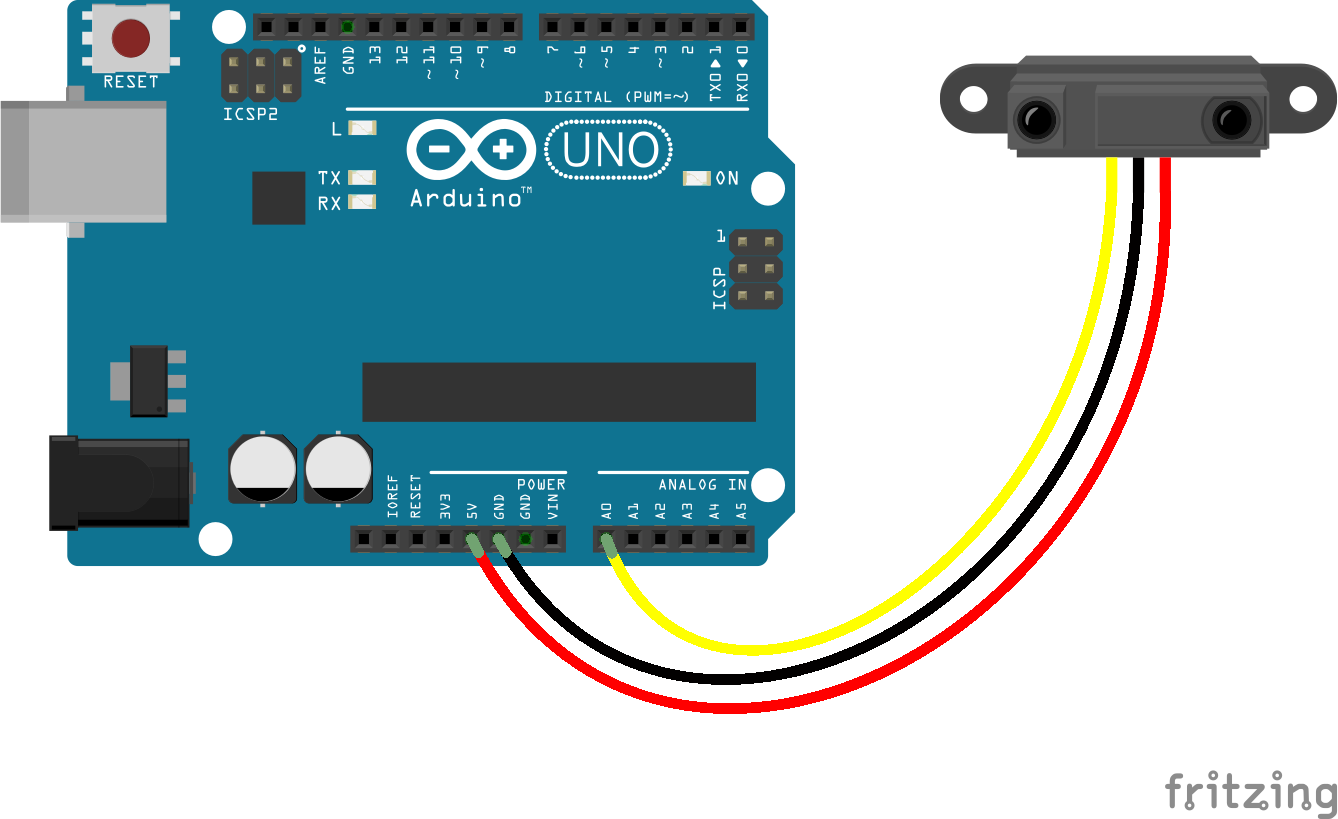 RESET
ICSP2
AREF
GND
13
12
~11
~10
~9
8
7
~6
~5
4
~3
2
TX0▶1
RX0◀0
DIGITAL (PWM=~)
L
TX
RX
UNO
Arduino™
ON
1
ICSP
IOREF
RESET
3V3
5V
GND
GND
VIN
POWER
A0
A1
A2
A3
A4
A5
ANALOG IN
fritzing